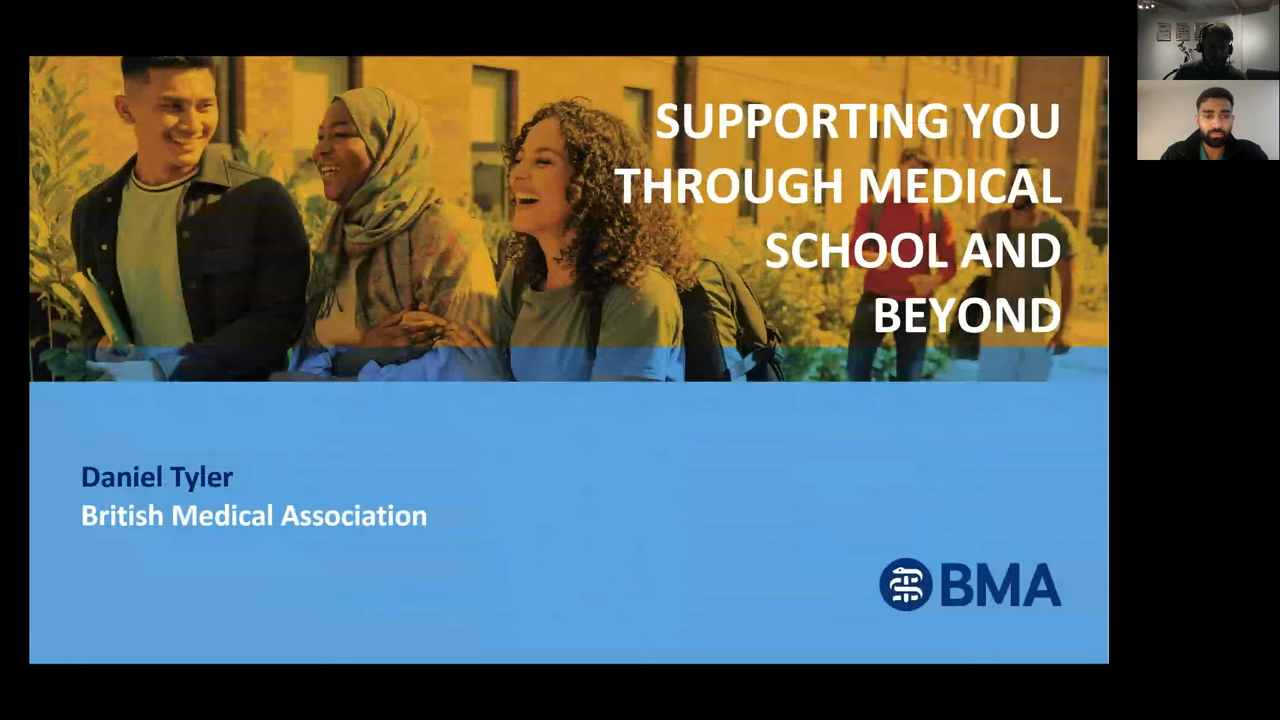 SUPPORTING YOU
THROUGH MEDICAL
SCHOOL AND
BEYOND
Daniel Tyler
British Medical Association
BMA